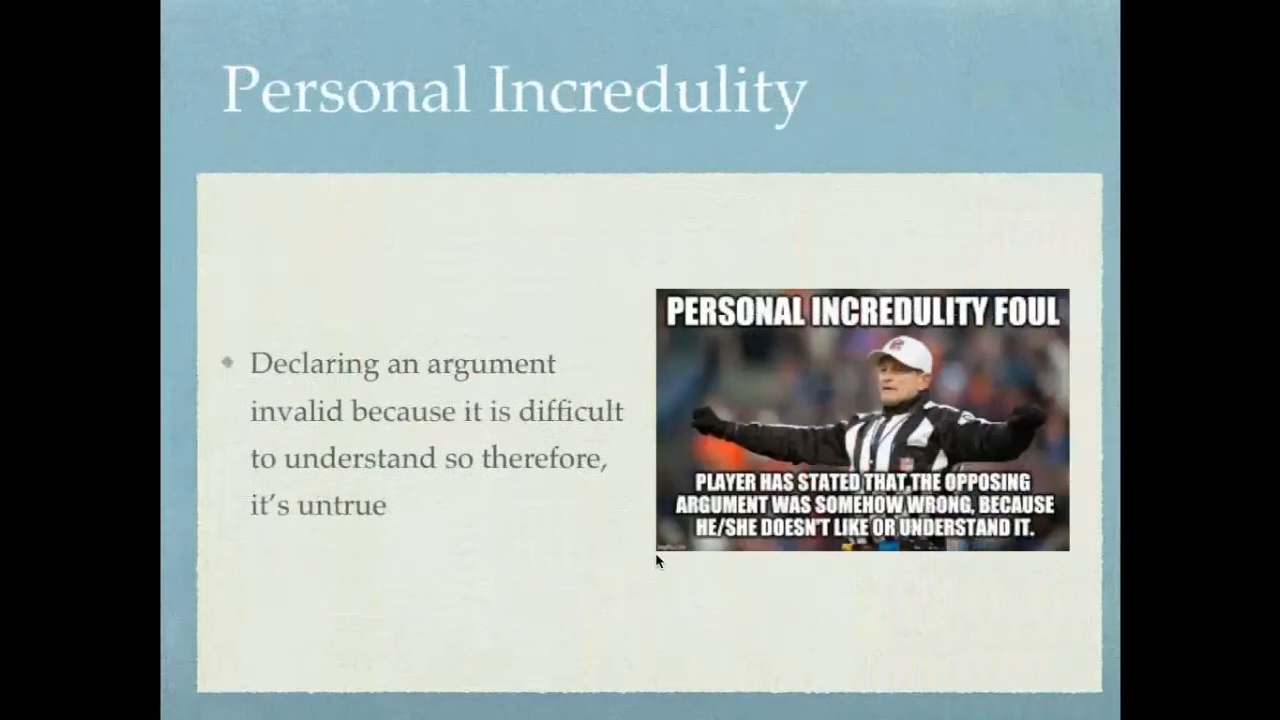 Personal Incredulity
Declaring an argument
invalid because it is difficult
to understand so therefore,
it's untrue
PERSONAL INCREDULITY FOUL
PLAYER HAS STATED THAT THE OPPOSING
ARGUMENT WAS SOMEHOW WRONG, BECAUSE
HE/SHE DOESN'T LIKE OR UNDERSTAND IT.